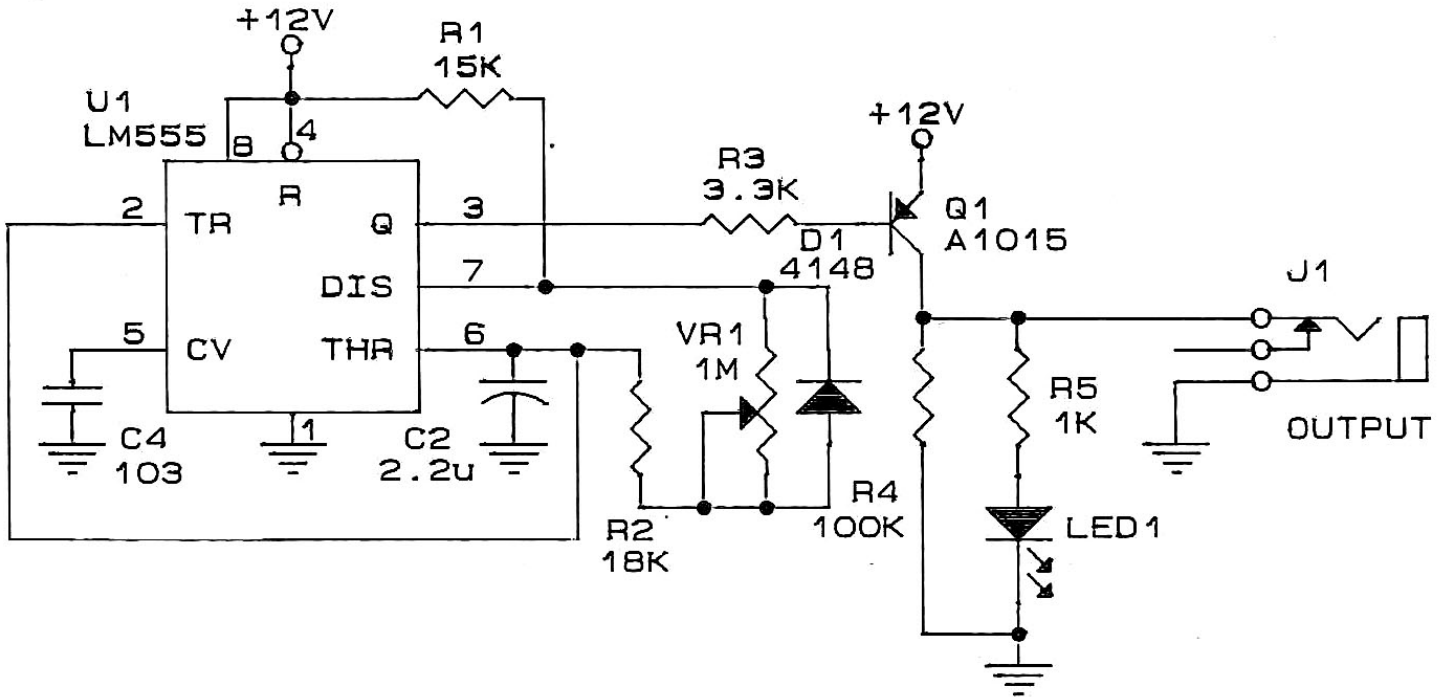 +12V
R1
15K
U1
LM555
8
4
R
2
TR
Q
3
R3
3.3K
+12V
Q1
A1015
D1
4148
DIS
7
5
CV
THR
6
VR1
1M
J1
OUTPUT
R5
1K
C4
103
1
C2
2.2u
R2
18K
R4
100K
LED1